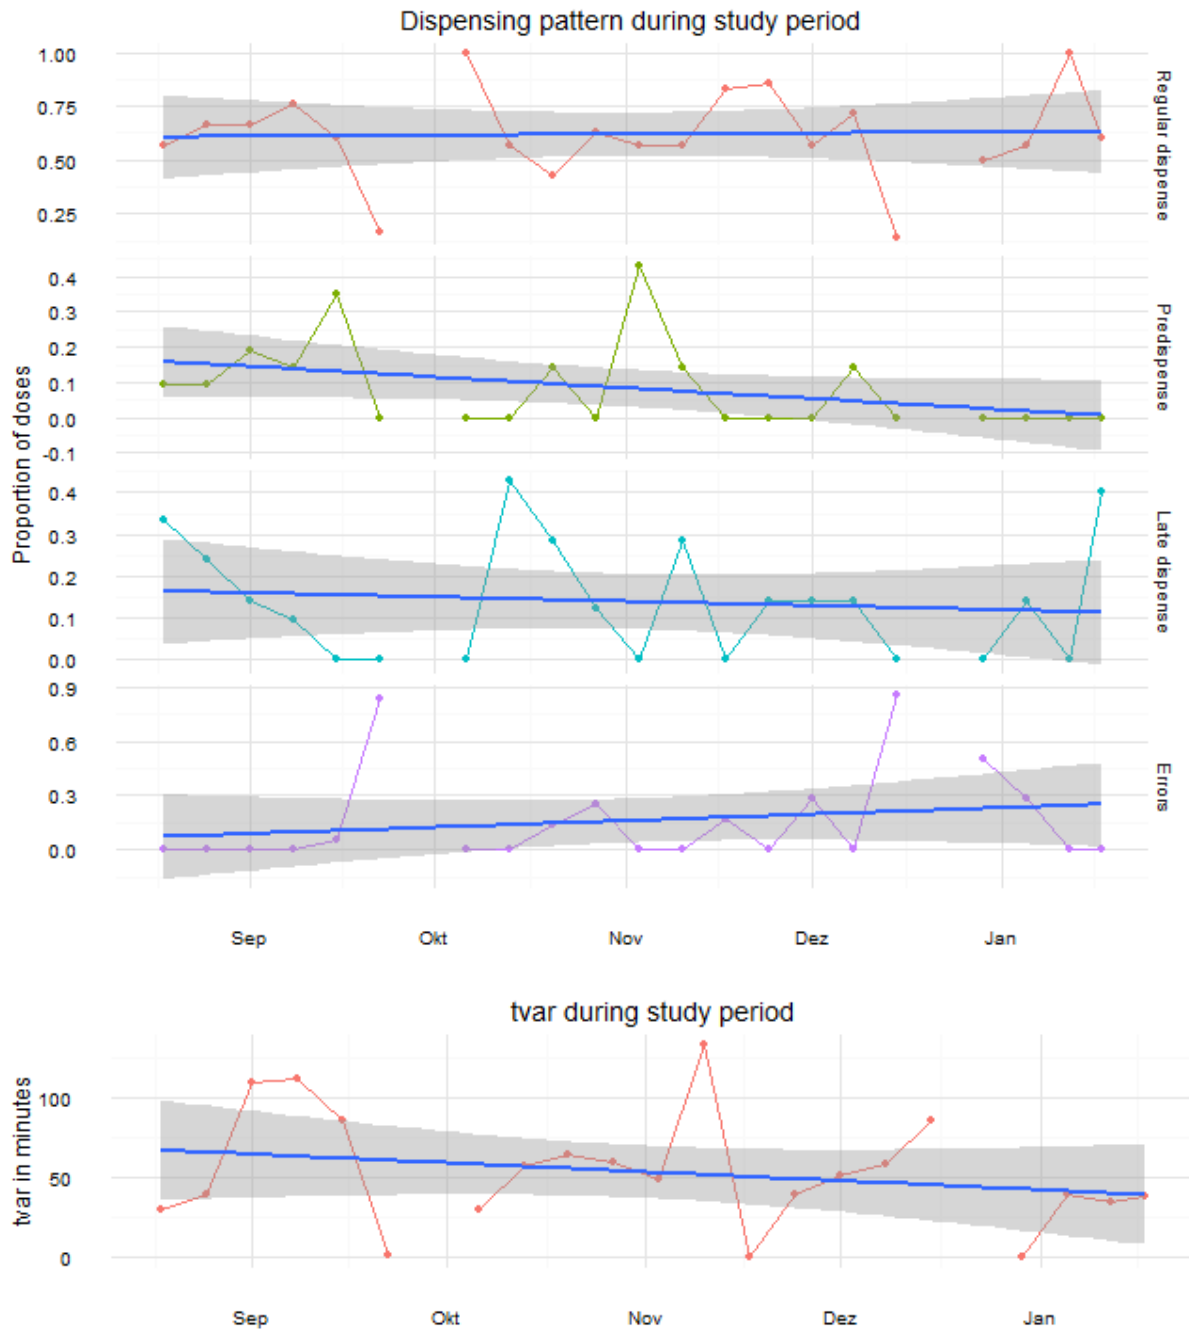 Dispensing pattern during study period
Proportion of doses
1.00
0.75
0.50
0.25
Regular dispense
0.4
0.3
0.2
0.1
0.0
-0.1
Predispense
0.4
0.3
0.2
0.1
0.0
Late dispense
0.9
0.6
0.3
0.0
Errors
Sep Okt Nov Dez Jan
tvar during study period
tvar in minutes
100
50
0
Sep Okt Nov Dez Jan